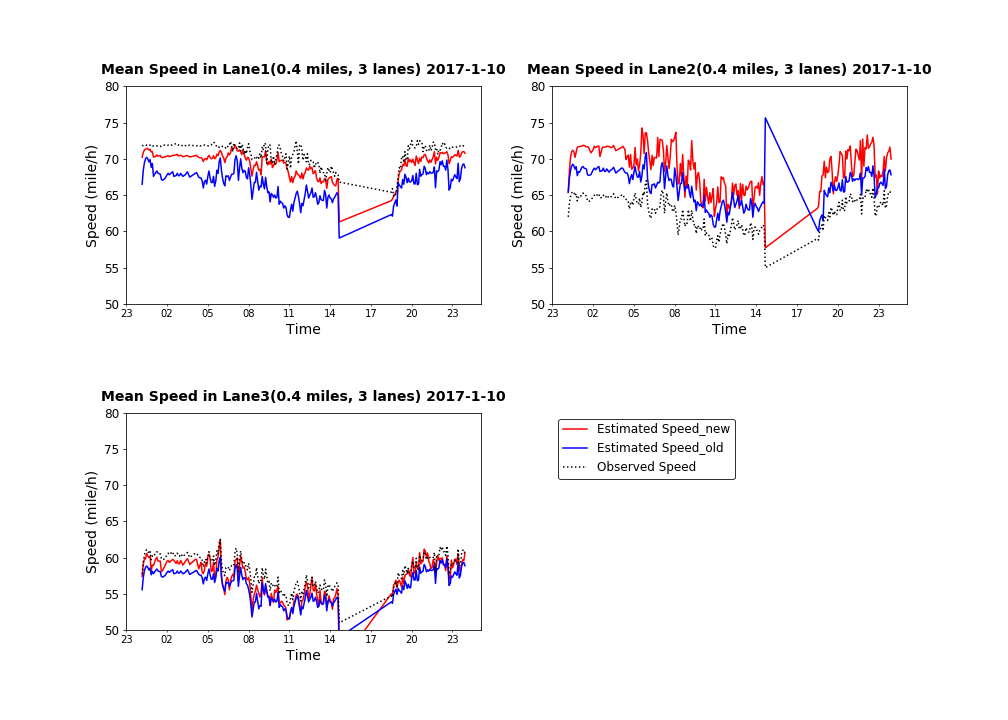 Mean Speed in Lane1(0.4 miles, 3 lanes) 2017-1-10
80
75
70
65
60
55
50
Speed (mile/h)
23 02 05 08 11 14 17 20 23
Time
Mean Speed in Lane2(0.4 miles, 3 lanes) 2017-1-10
80
75
70
65
60
55
50
Speed (mile/h)
23 02 05 08 11 14 17 20 23
Time
Mean Speed in Lane3(0.4 miles, 3 lanes) 2017-1-10
80
75
70
65
60
55
50
Speed (mile/h)
23 02 05 08 11 14 17 20 23
Time
Estimated Speed_new
Estimated Speed_old
Observed Speed